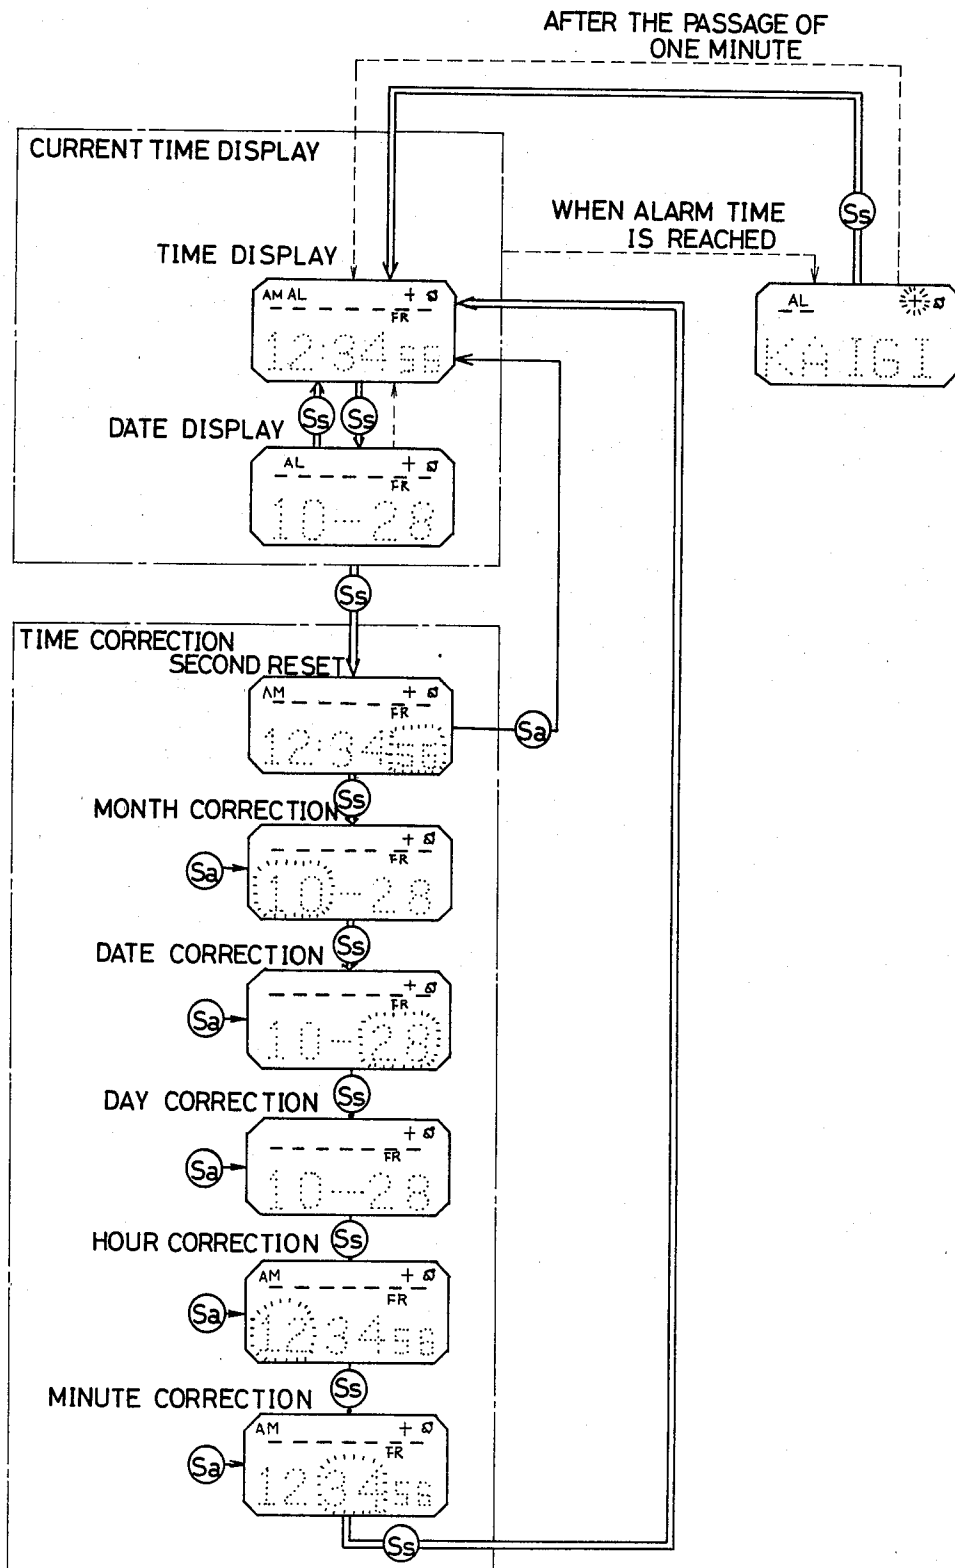 AFTER THE PASSAGE OF
ONE MINUTE
CURRENT TIME DISPLAY
Ss
WHEN ALARM TIME
IS REACHED
TIME DISPLAY
AM AL +
FR
12:34 56
AL +
KAIGI
Ss Ss
DATE DISPLAY
AL +
FR
10-28
Ss
TIME CORRECTION
SECOND RESET
AM +
FR
12:34 56
Sa
Ss
MONTH CORRECTION
+
FR
Sa
10-28
Ss
DATE CORRECTION
+
FR
Sa
10-28
Ss
DAY CORRECTION
+
FR
Sa
10-28
Ss
HOUR CORRECTION
AM +
FR
Sa
12 34 56
Ss
MINUTE CORRECTION
AM +
FR
Sa
12 34 56
Ss